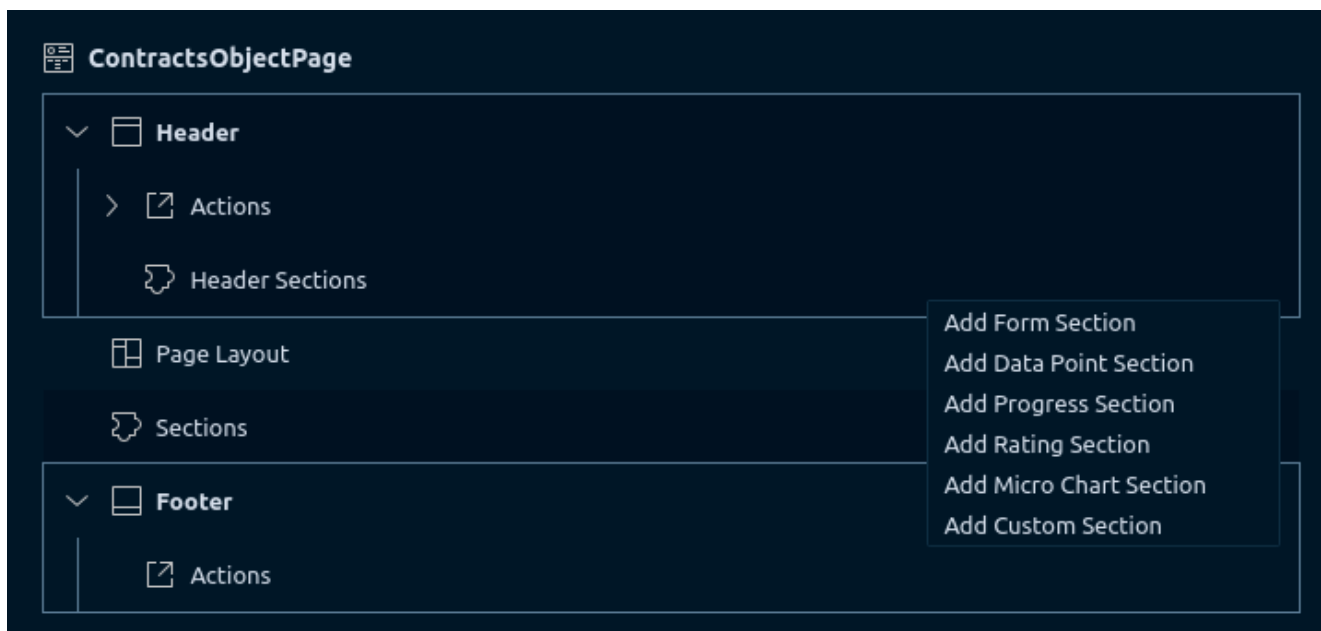 ContractsObjectPage
Header
Actions
Header Sections
Page Layout
Sections
Footer
Actions
Add Form Section
Add Data Point Section
Add Progress Section
Add Rating Section
Add Micro Chart Section
Add Custom Section